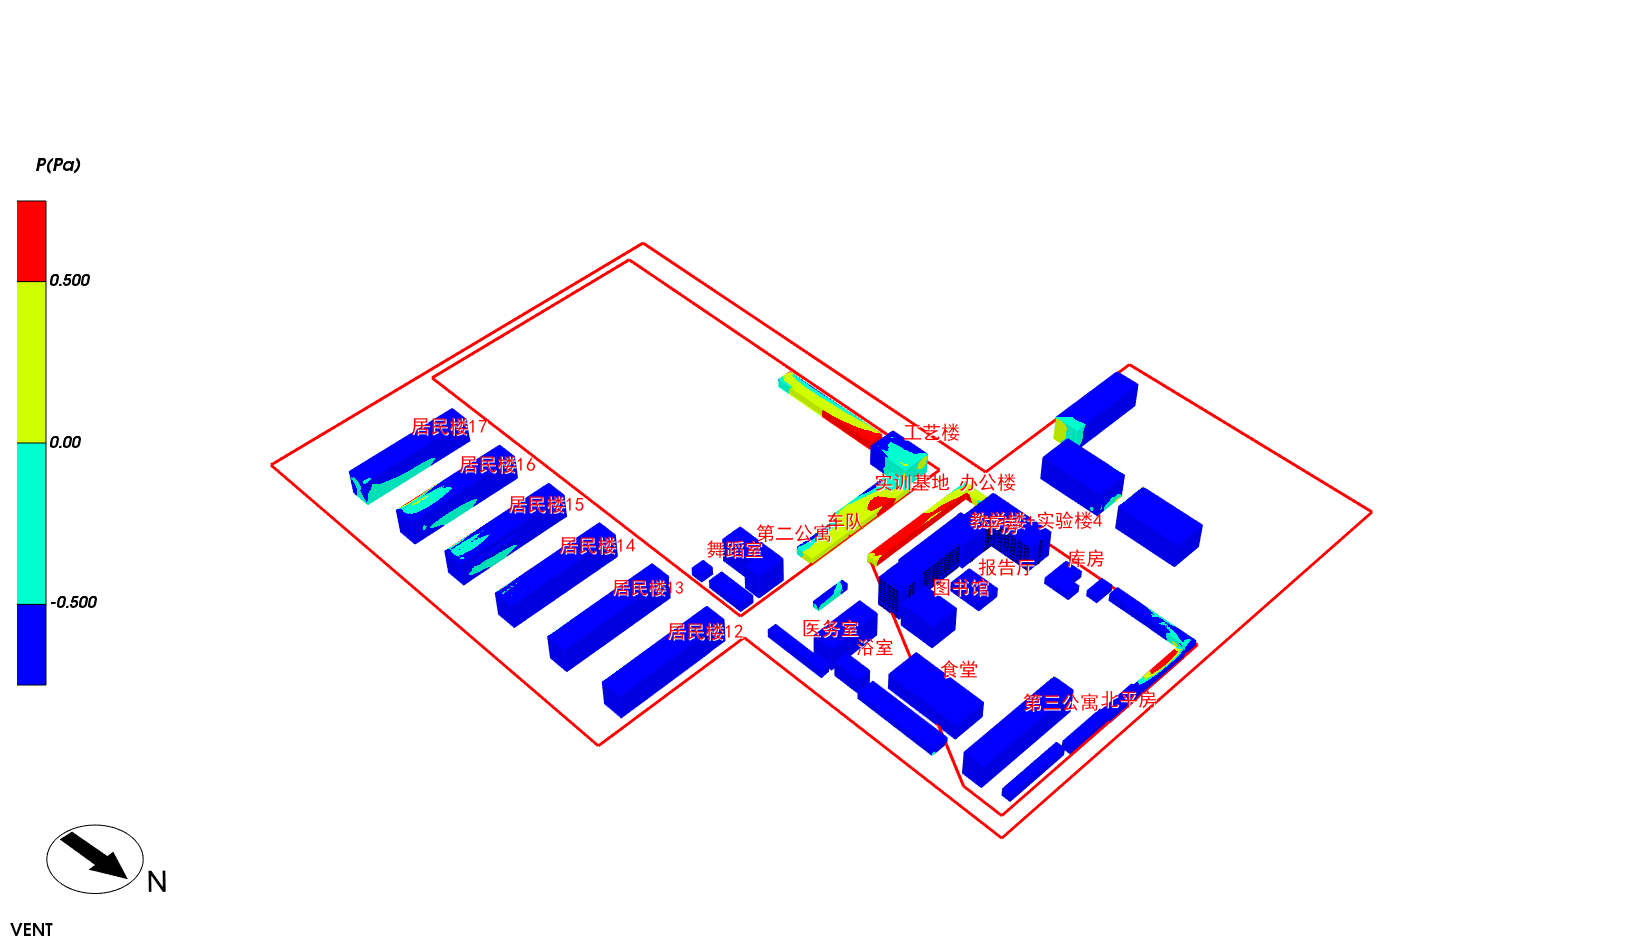 P(Pa)
0.500
0.00
-0.500
居民楼17
工艺楼
居民楼16
实训基地 办公楼
居民楼15
车队
教学楼+实验楼4
第二公寓
居民楼14
舞蹈室
库房
报告厅
居民楼13
图书馆
医务室
居民楼12
浴室
食堂
第三公寓
北平房
N
VENT